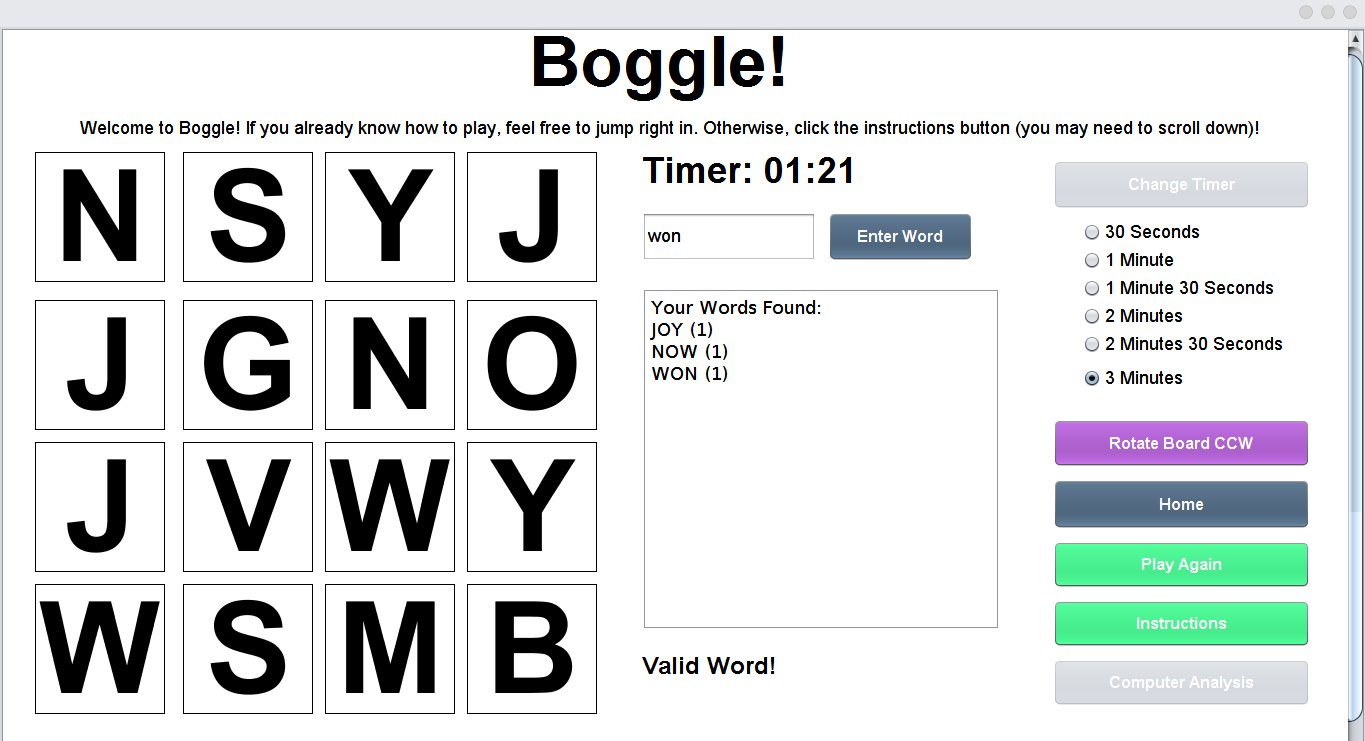 Boggle!
Welcome to Boggle! If you already know how to play, feel free to jump right in. Otherwise, click the instructions button (you may need to scroll down)!
N S Y J
J G N O
J V W Y
W S M B
Timer: 01:21
won
Enter Word
Your Words Found:
JOY (1)
NOW (1)
WON (1)
Valid Word!
Change Timer
30 Seconds
1 Minute
1 Minute 30 Seconds
2 Minutes
2 Minutes 30 Seconds
3 Minutes
Rotate Board CCW
Home
Play Again
Instructions
Computer Analysis